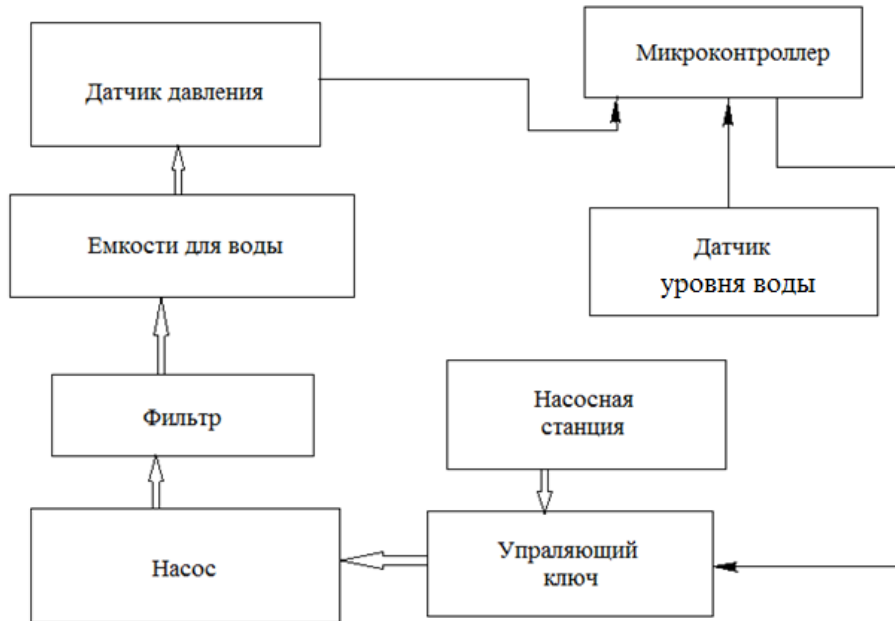 Датчик давления
Микроконтроллер
Емкости для воды
Датчик
уровня воды
Фильтр
Насосная
станция
Насос
Упраляющий
ключ